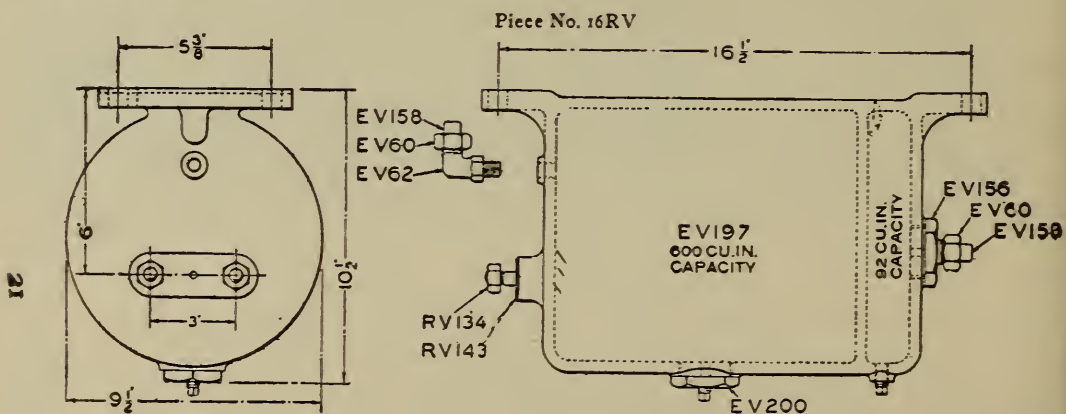 Piece No. 16RV
5 3/8"
16 1/2"
EV158
EV60
EV62
6"
10 1/2"
3"
9 1/2"
EV197
600 CU.IN.
CAPACITY
92 CU.IN.
CAPACITY
EV156
EV60
EV158
RV134
RV143
EV200
21